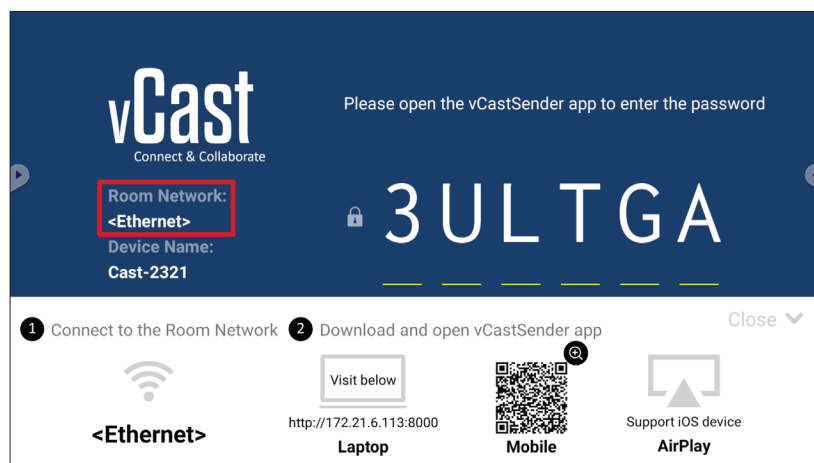 vCast
Connect & Collaborate
Please open the vCastSender app to enter the password
Room Network:
<Ethernet>
3ULTGA
Device Name:
Cast-2321
1 Connect to the Room Network
2 Download and open vCastSender app
Close
Visit below
<Ethernet>
http://172.21.6.113:8000
Laptop
Mobile
Support iOS device
AirPlay